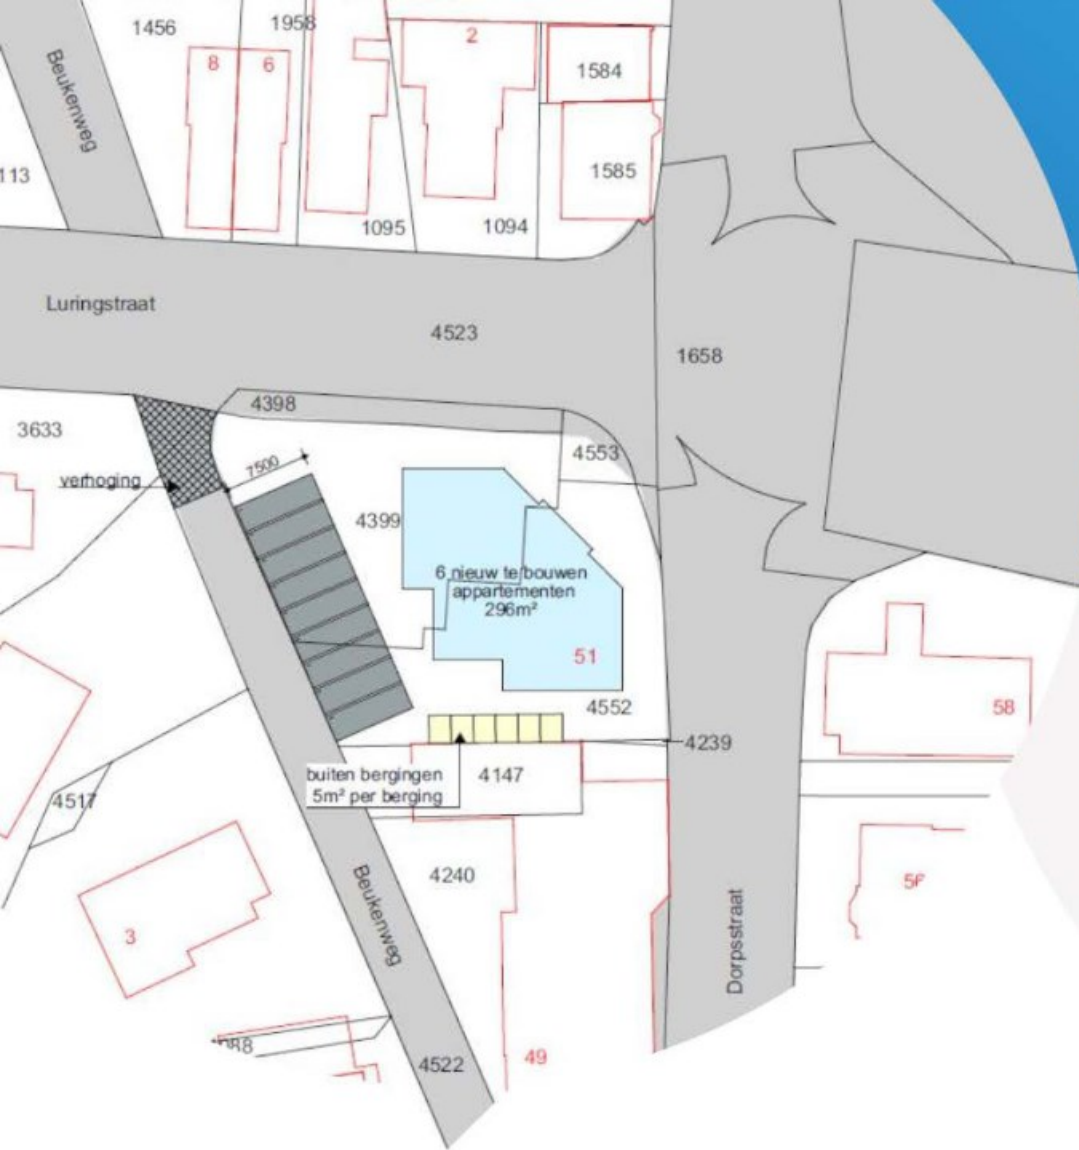 1456
1958
2
8
6
1584
Beukenweg
113
1585
1095
1094
Luringstraat
4523
1658
4398
3633
verhoging
7500
4553
4399
6 nieuw te bouwen
appartementen
296m²
51
4552
58
4239
buiten bergingen
5m² per berging
4147
4517
4240
3
Beukenweg
Dorpsstraat
4522
49